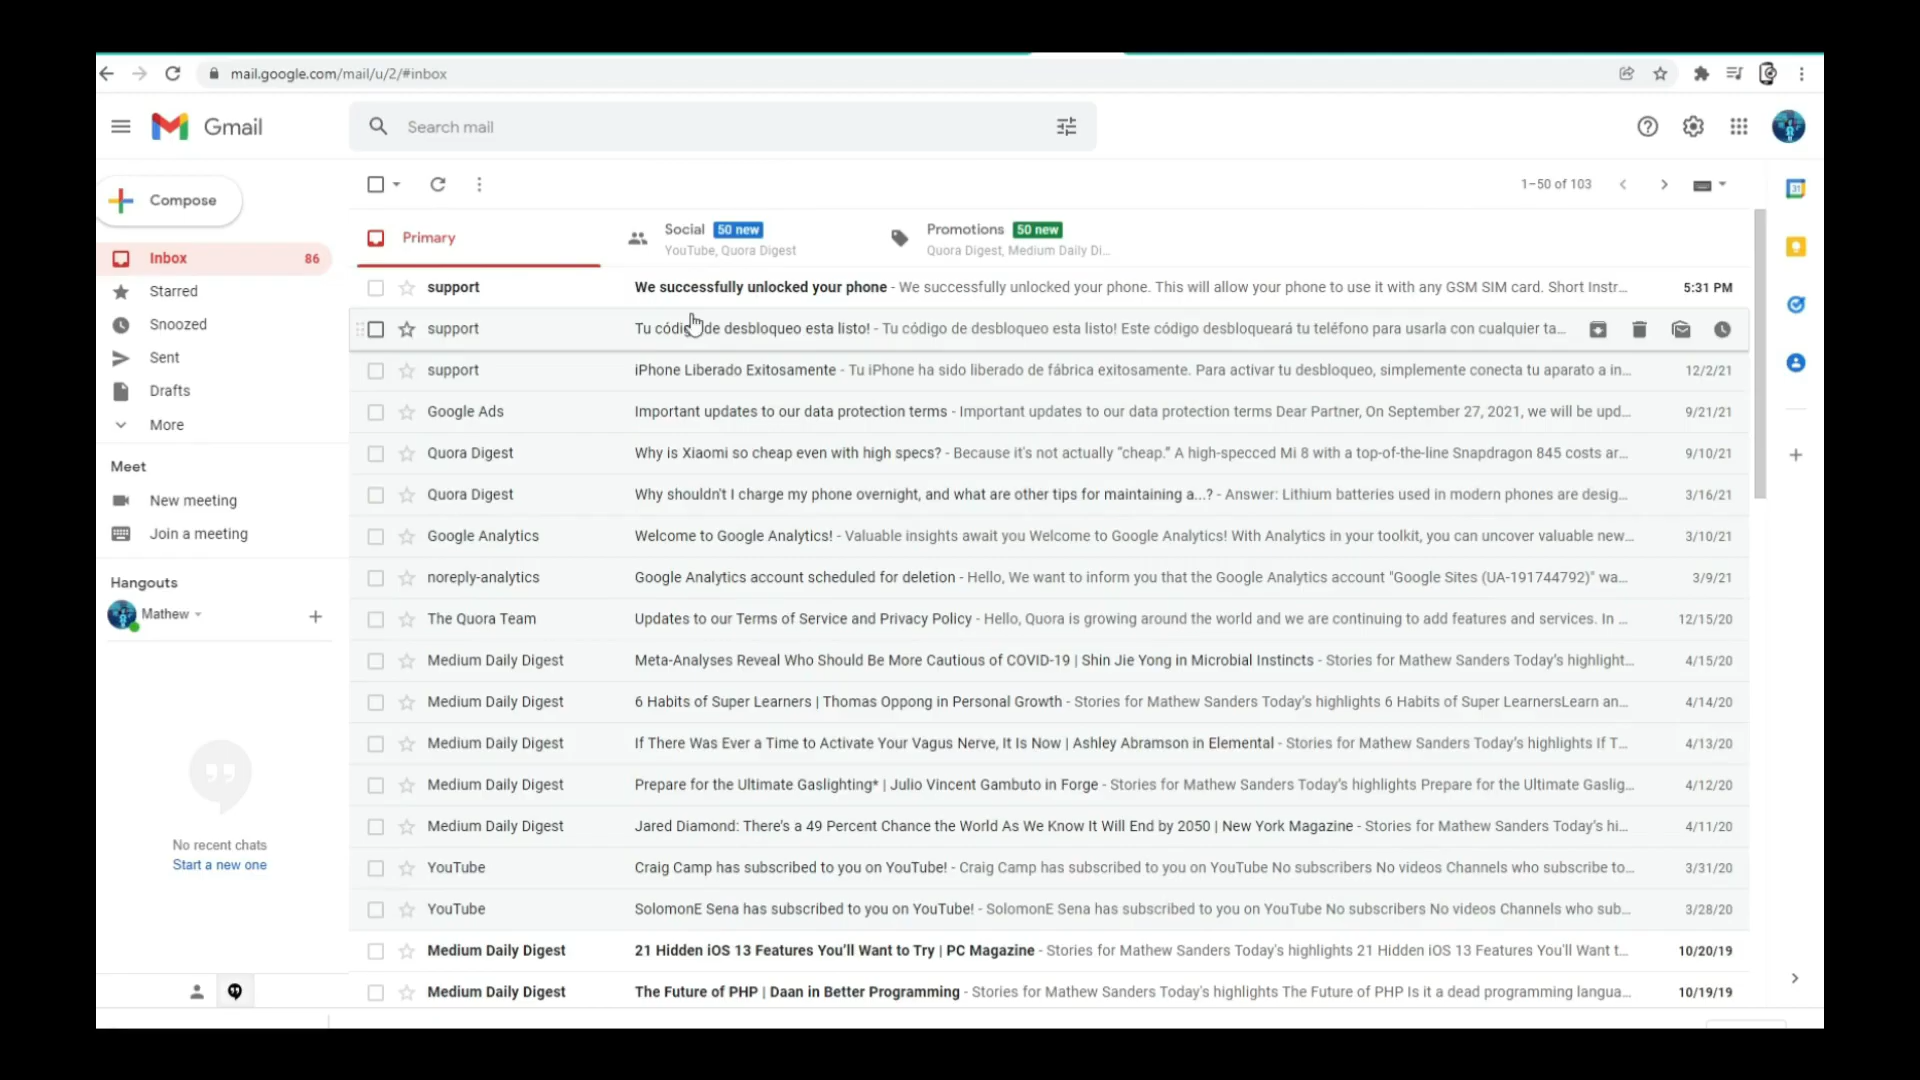 mail.google.com/mail/u/2/#inbox
Gmail
Search mail
Compose
1–50 of 103
Primary
Social 50 new
YouTube, Quora Digest
Promotions 50 new
Quora Digest, Medium Daily Di...
Inbox 86
Starred
Snoozed
Sent
Drafts
More
Meet
New meeting
Join a meeting
Hangouts
Mathew
No recent chats
Start a new one
support We successfully unlocked your phone - We successfully unlocked your phone. This will allow your phone to use it with any GSM SIM card. Short Instr... 5:31 PM
support Tu código de desbloqueo esta listo! - Tu código de desbloqueo esta listo! Este código desbloqueará tu teléfono para usarla con cualquier ta...
support iPhone Liberado Exitosamente - Tu iPhone ha sido liberado de fábrica exitosamente. Para activar tu desbloqueo, simplemente conecta tu aparato a in... 12/2/21
Google Ads Important updates to our data protection terms - Important updates to our data protection terms Dear Partner, On September 27, 2021, we will be upd... 9/21/21
Quora Digest Why is Xiaomi so cheap even with high specs? - Because it's not actually “cheap.” A high-specced Mi 8 with a top-of-the-line Snapdragon 845 costs ar... 9/10/21
Quora Digest Why shouldn't I charge my phone overnight, and what are other tips for maintaining a...? - Answer: Lithium batteries used in modern phones are desig... 3/16/21
Google Analytics Welcome to Google Analytics! - Valuable insights await you Welcome to Google Analytics! With Analytics in your toolkit, you can uncover valuable new... 3/10/21
noreply-analytics Google Analytics account scheduled for deletion - Hello, We want to inform you that the Google Analytics account "Google Sites (UA-191744792)" wa... 3/9/21
The Quora Team Updates to our Terms of Service and Privacy Policy - Hello, Quora is growing around the world and we are continuing to add features and services. In ... 12/15/20
Medium Daily Digest Meta-Analyses Reveal Who Should Be More Cautious of COVID-19 | Shin Jie Yong in Microbial Instincts - Stories for Mathew Sanders Today’s highlight... 4/15/20
Medium Daily Digest 6 Habits of Super Learners | Thomas Oppong in Personal Growth - Stories for Mathew Sanders Today’s highlights 6 Habits of Super LearnersLearn an... 4/14/20
Medium Daily Digest If There Was Ever a Time to Activate Your Vagus Nerve, It Is Now | Ashley Abramson in Elemental - Stories for Mathew Sanders Today’s highlights If T... 4/13/20
Medium Daily Digest Prepare for the Ultimate Gaslighting* | Julio Vincent Gambuto in Forge - Stories for Mathew Sanders Today’s highlights Prepare for the Ultimate Gaslig... 4/12/20
Medium Daily Digest Jared Diamond: There’s a 49 Percent Chance the World As We Know It Will End by 2050 | New York Magazine - Stories for Mathew Sanders Today’s hi... 4/11/20
YouTube Craig Camp has subscribed to you on YouTube! - Craig Camp has subscribed to you on YouTube No subscribers No videos Channels who subscribe to... 3/31/20
YouTube SolomonE Sena has subscribed to you on YouTube! - SolomonE Sena has subscribed to you on YouTube No subscribers No videos Channels who sub... 3/28/20
Medium Daily Digest 21 Hidden iOS 13 Features You’ll Want to Try | PC Magazine - Stories for Mathew Sanders Today’s highlights 21 Hidden iOS 13 Features You’ll Want t... 10/20/19
Medium Daily Digest The Future of PHP | Daan in Better Programming - Stories for Mathew Sanders Today’s highlights The Future of PHP Is it a dead programming langua... 10/19/19